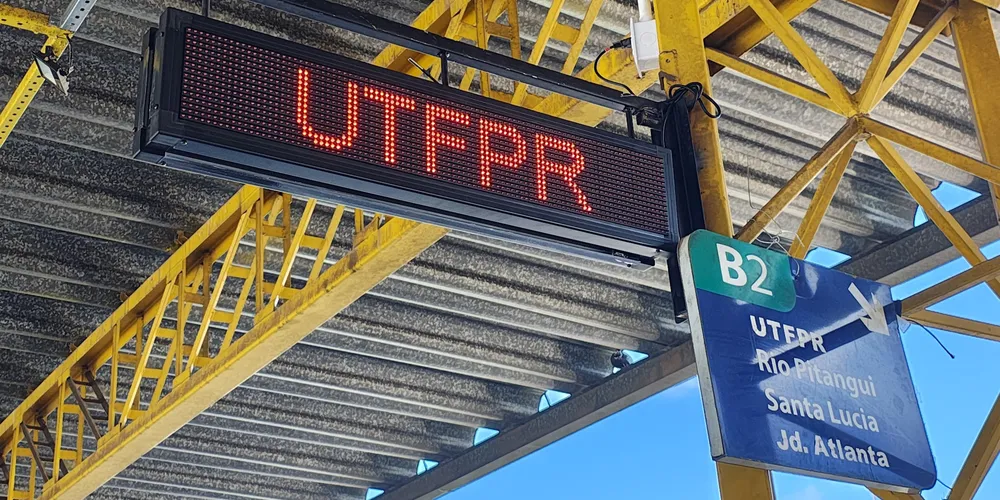 UTFPR
B2
UTFPR
Rio Pitangui
Santa Lucia
Jd. Atlanta